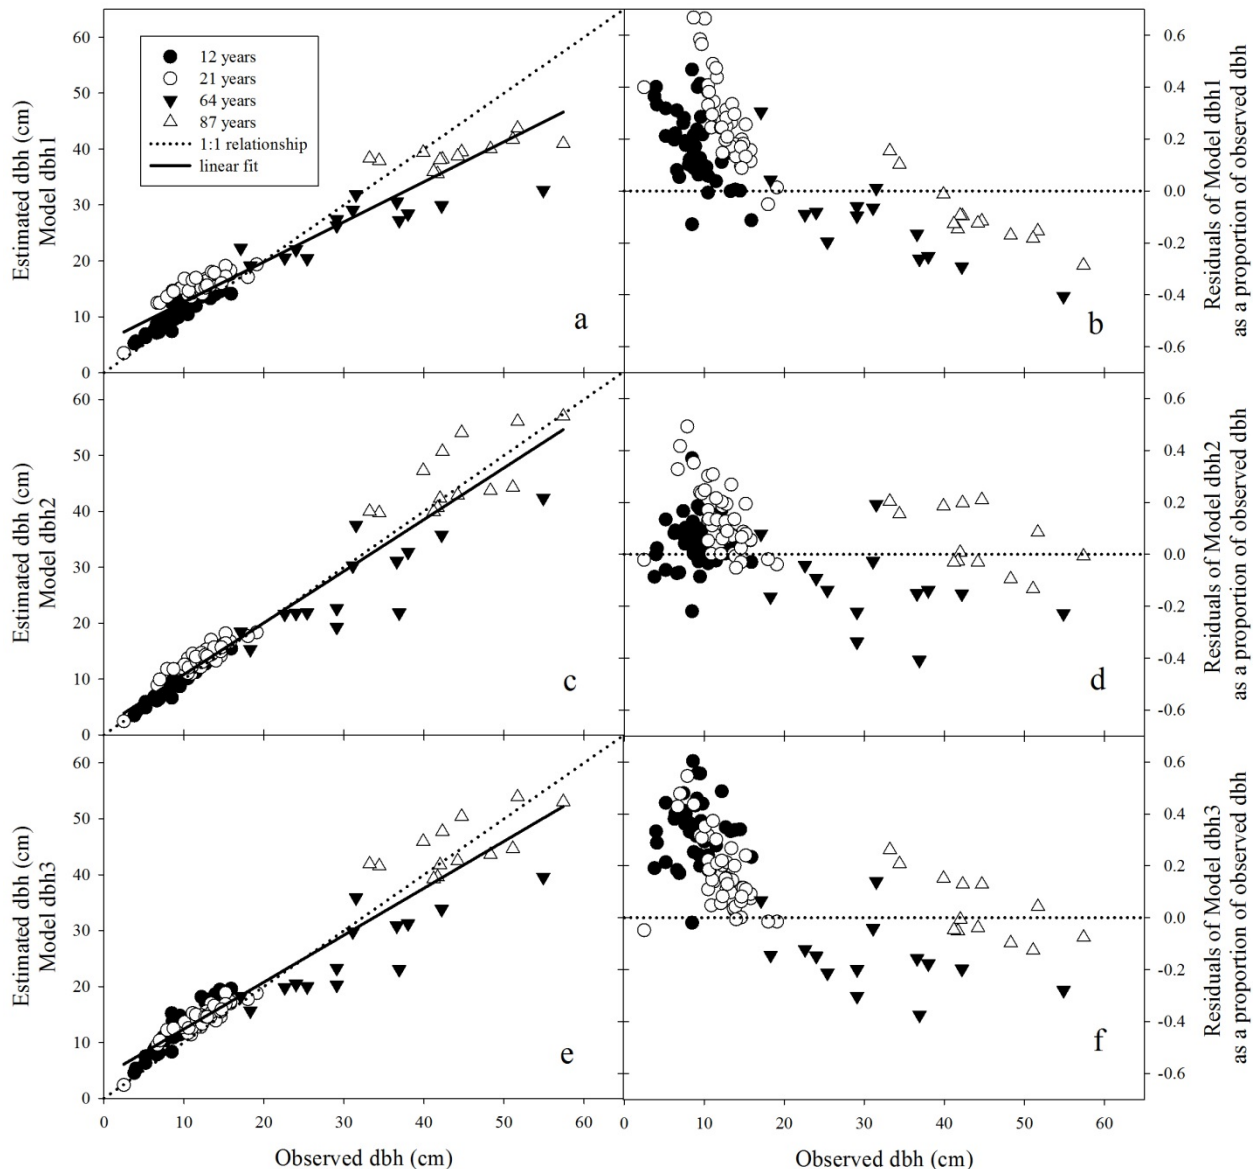 60
50
40
30
20
10
0
Estimated dbh (cm)
Model dbh1
12 years
21 years
64 years
87 years
1:1 relationship
linear fit
a
b
0.6
0.4
0.2
0.0
-0.2
-0.4
-0.6
Residuals of Model dbh1
as a proportion of observed dbh
60
50
40
30
20
10
0
Estimated dbh (cm)
Model dbh2
c
d
0.6
0.4
0.2
0.0
-0.2
-0.4
-0.6
Residuals of Model dbh2
as a proportion of observed dbh
60
50
40
30
20
10
0
Estimated dbh (cm)
Model dbh3
e
f
0.6
0.4
0.2
0.0
-0.2
-0.4
-0.6
Residuals of Model dbh3
as a proportion of observed dbh
0 10 20 30 40 50 60
0 10 20 30 40 50 60
Observed dbh (cm)
Observed dbh (cm)